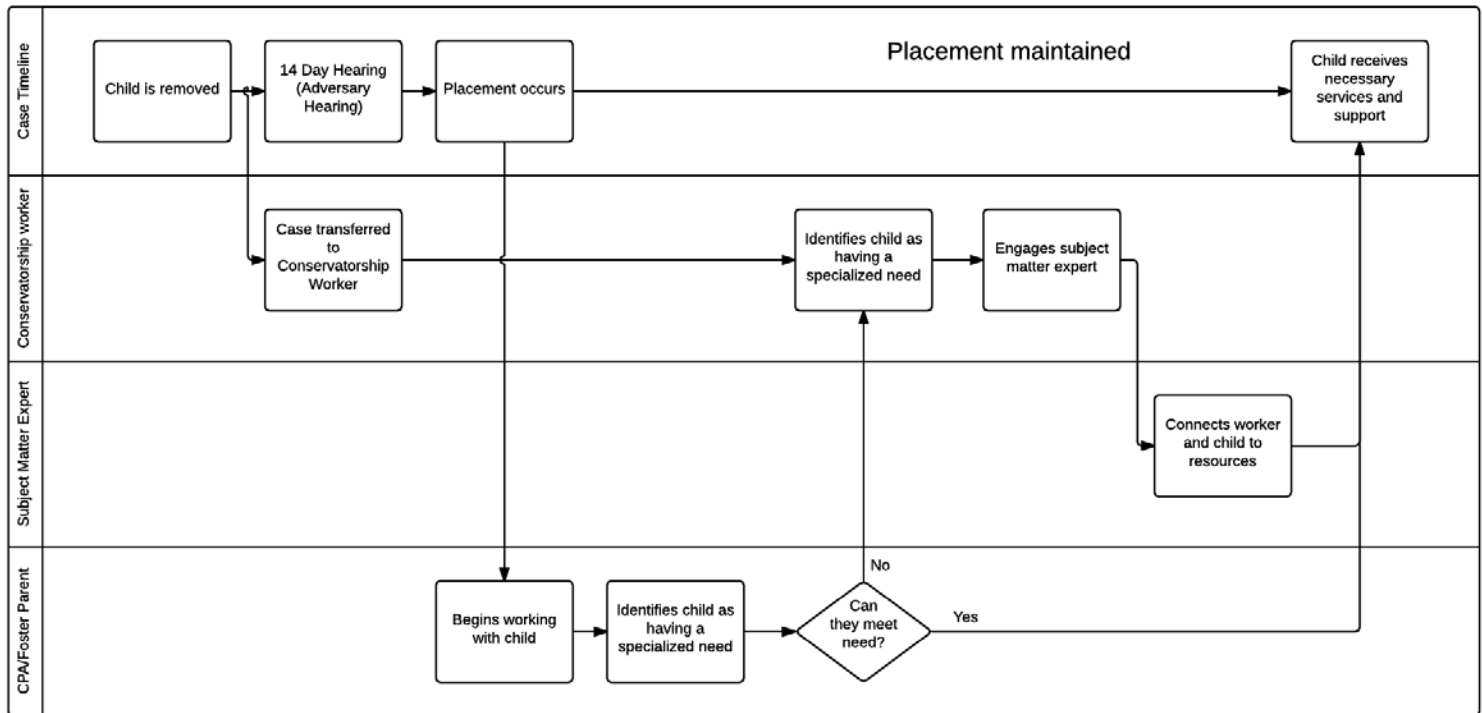 Case Timeline
Child is removed
14 Day Hearing
(Adversary
Hearing)
Placement occurs
Placement maintained
Child receives
necessary
services and
support
Conservatorship worker
Case transferred
to
Conservatorship
Worker
Identifies child as
having a
specialized need
Engages subject
matter expert
Subject Matter Expert
Connects worker
and child to
resources
CPA/Foster Parent
Begins working
with child
Identifies child as
having a
specialized need
Can
they meet
need?
No
Yes